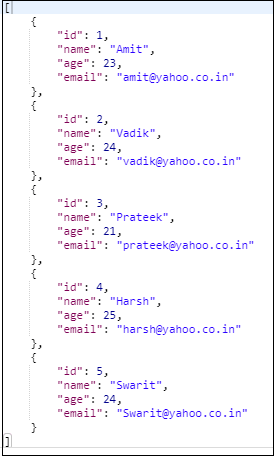 [
    {
        "id": 1,
        "name": "Amit",
        "age": 23,
        "email": "amit@yahoo.co.in"
    },
    {
        "id": 2,
        "name": "Vadik",
        "age": 24,
        "email": "vadik@yahoo.co.in"
    },
    {
        "id": 3,
        "name": "Prateek",
        "age": 21,
        "email": "prateek@yahoo.co.in"
    },
    {
        "id": 4,
        "name": "Harsh",
        "age": 25,
        "email": "harsh@yahoo.co.in"
    },
    {
        "id": 5,
        "name": "Swarit",
        "age": 24,
        "email": "Swarit@yahoo.co.in"
    }
]